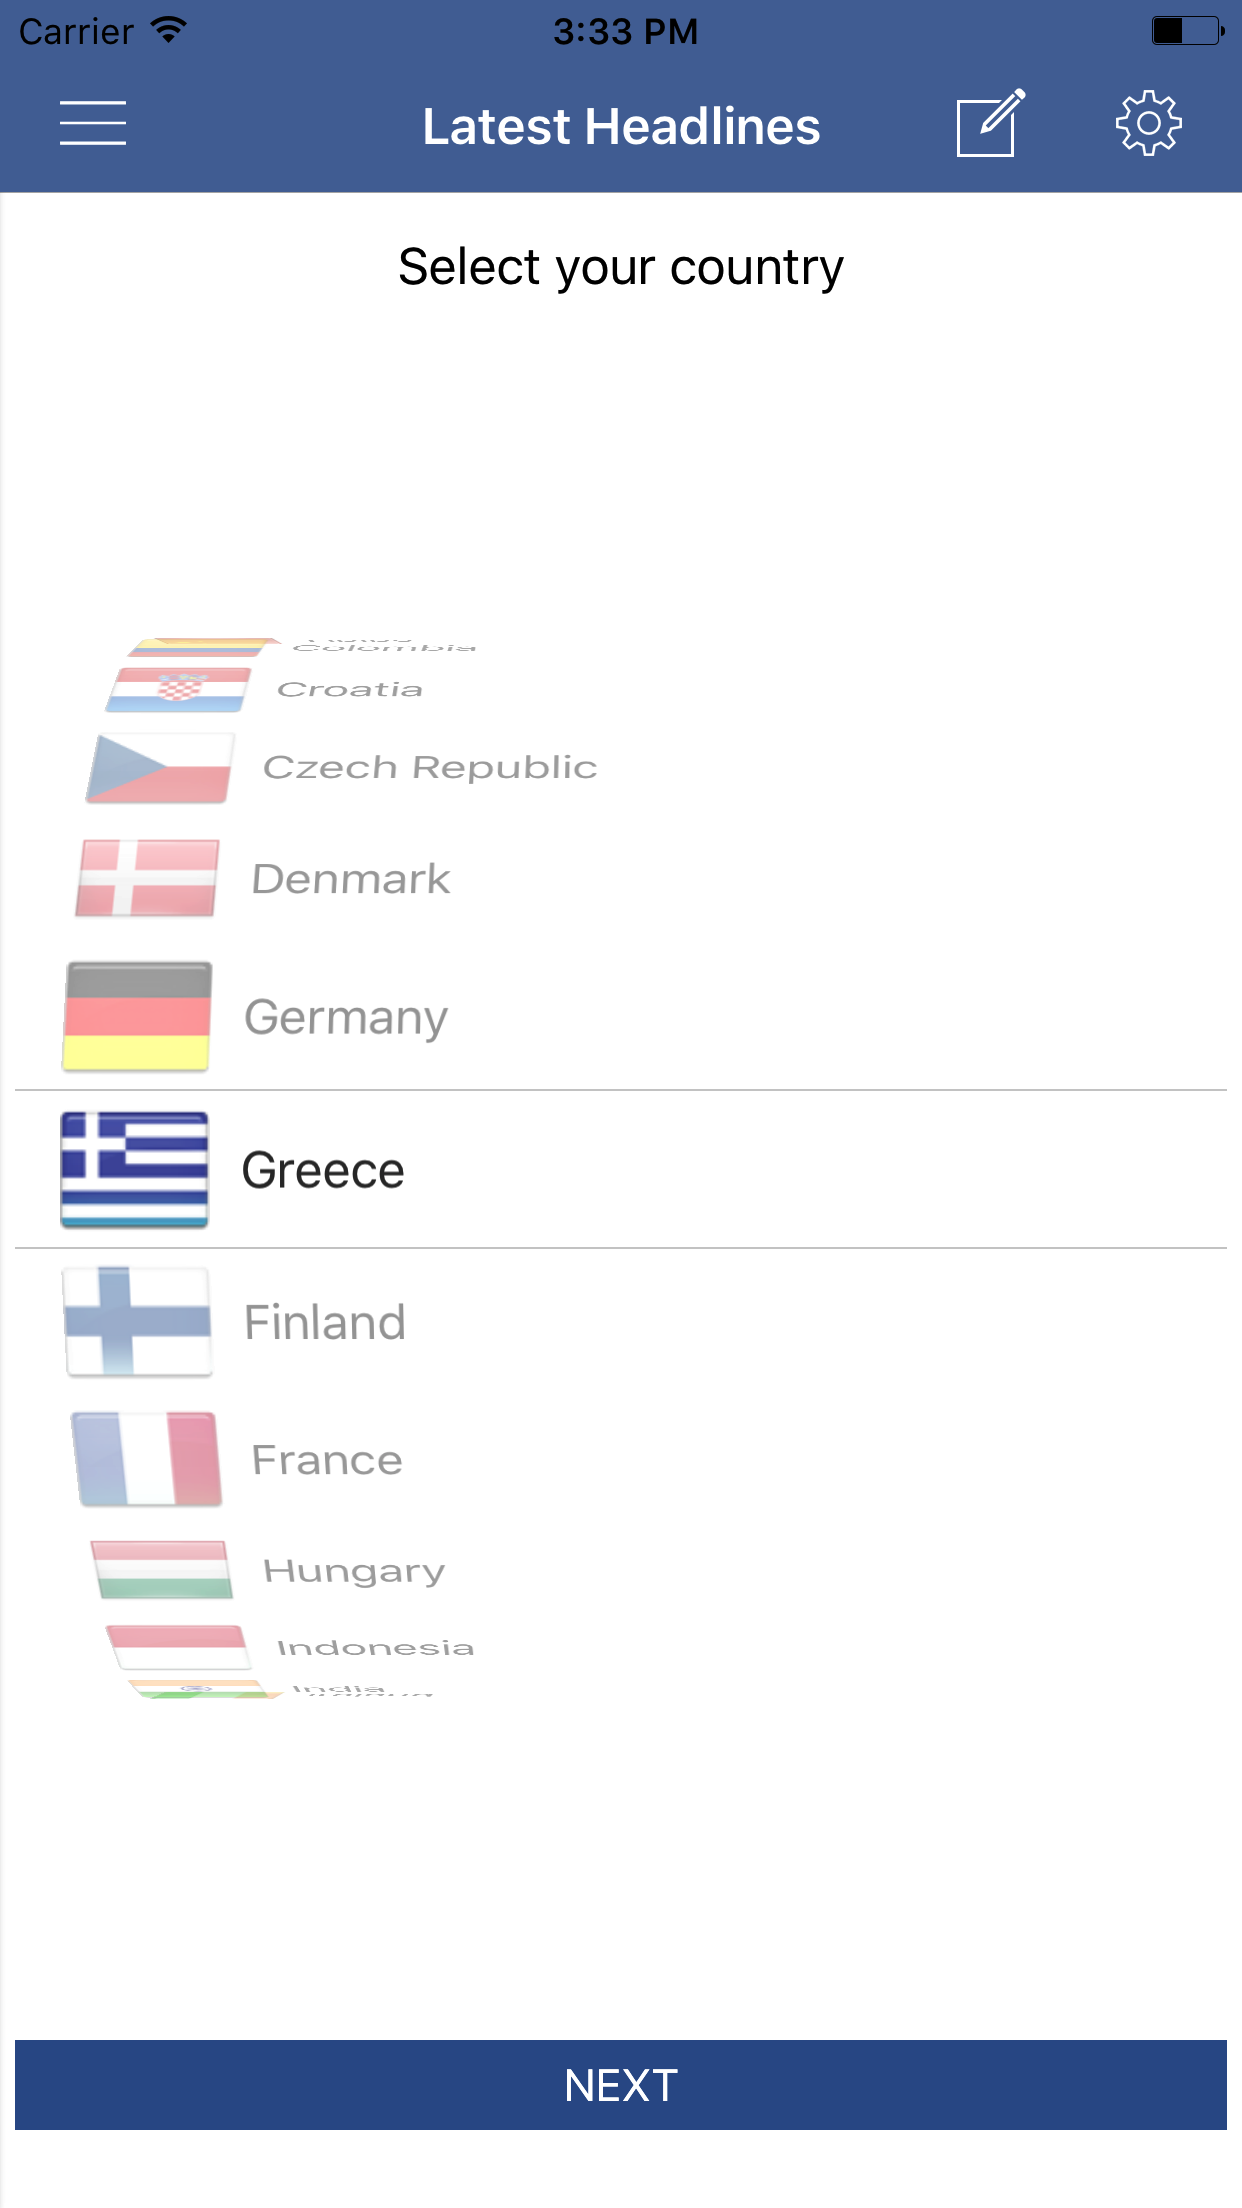 Carrier 3:33 PM
Latest Headlines
Select your country
Colombia
Croatia
Czech Republic
Denmark
Germany
Greece
Finland
France
Hungary
Indonesia
India
NEXT